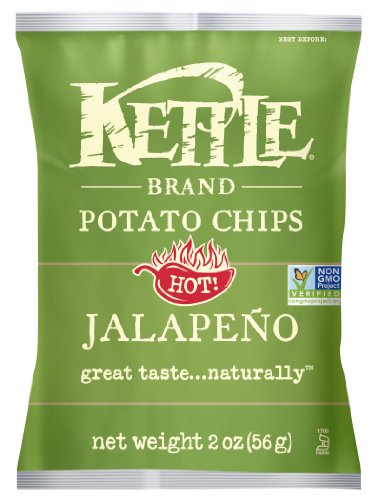 BEST BEFORE:
KETTLE®
BRAND
POTATO CHIPS
HOT!
NON
GMO
Project
VERIFIED
nongmoproject.org
JALAPEÑO
great taste...naturally™
net weight 2 oz (56 g)
PARVE